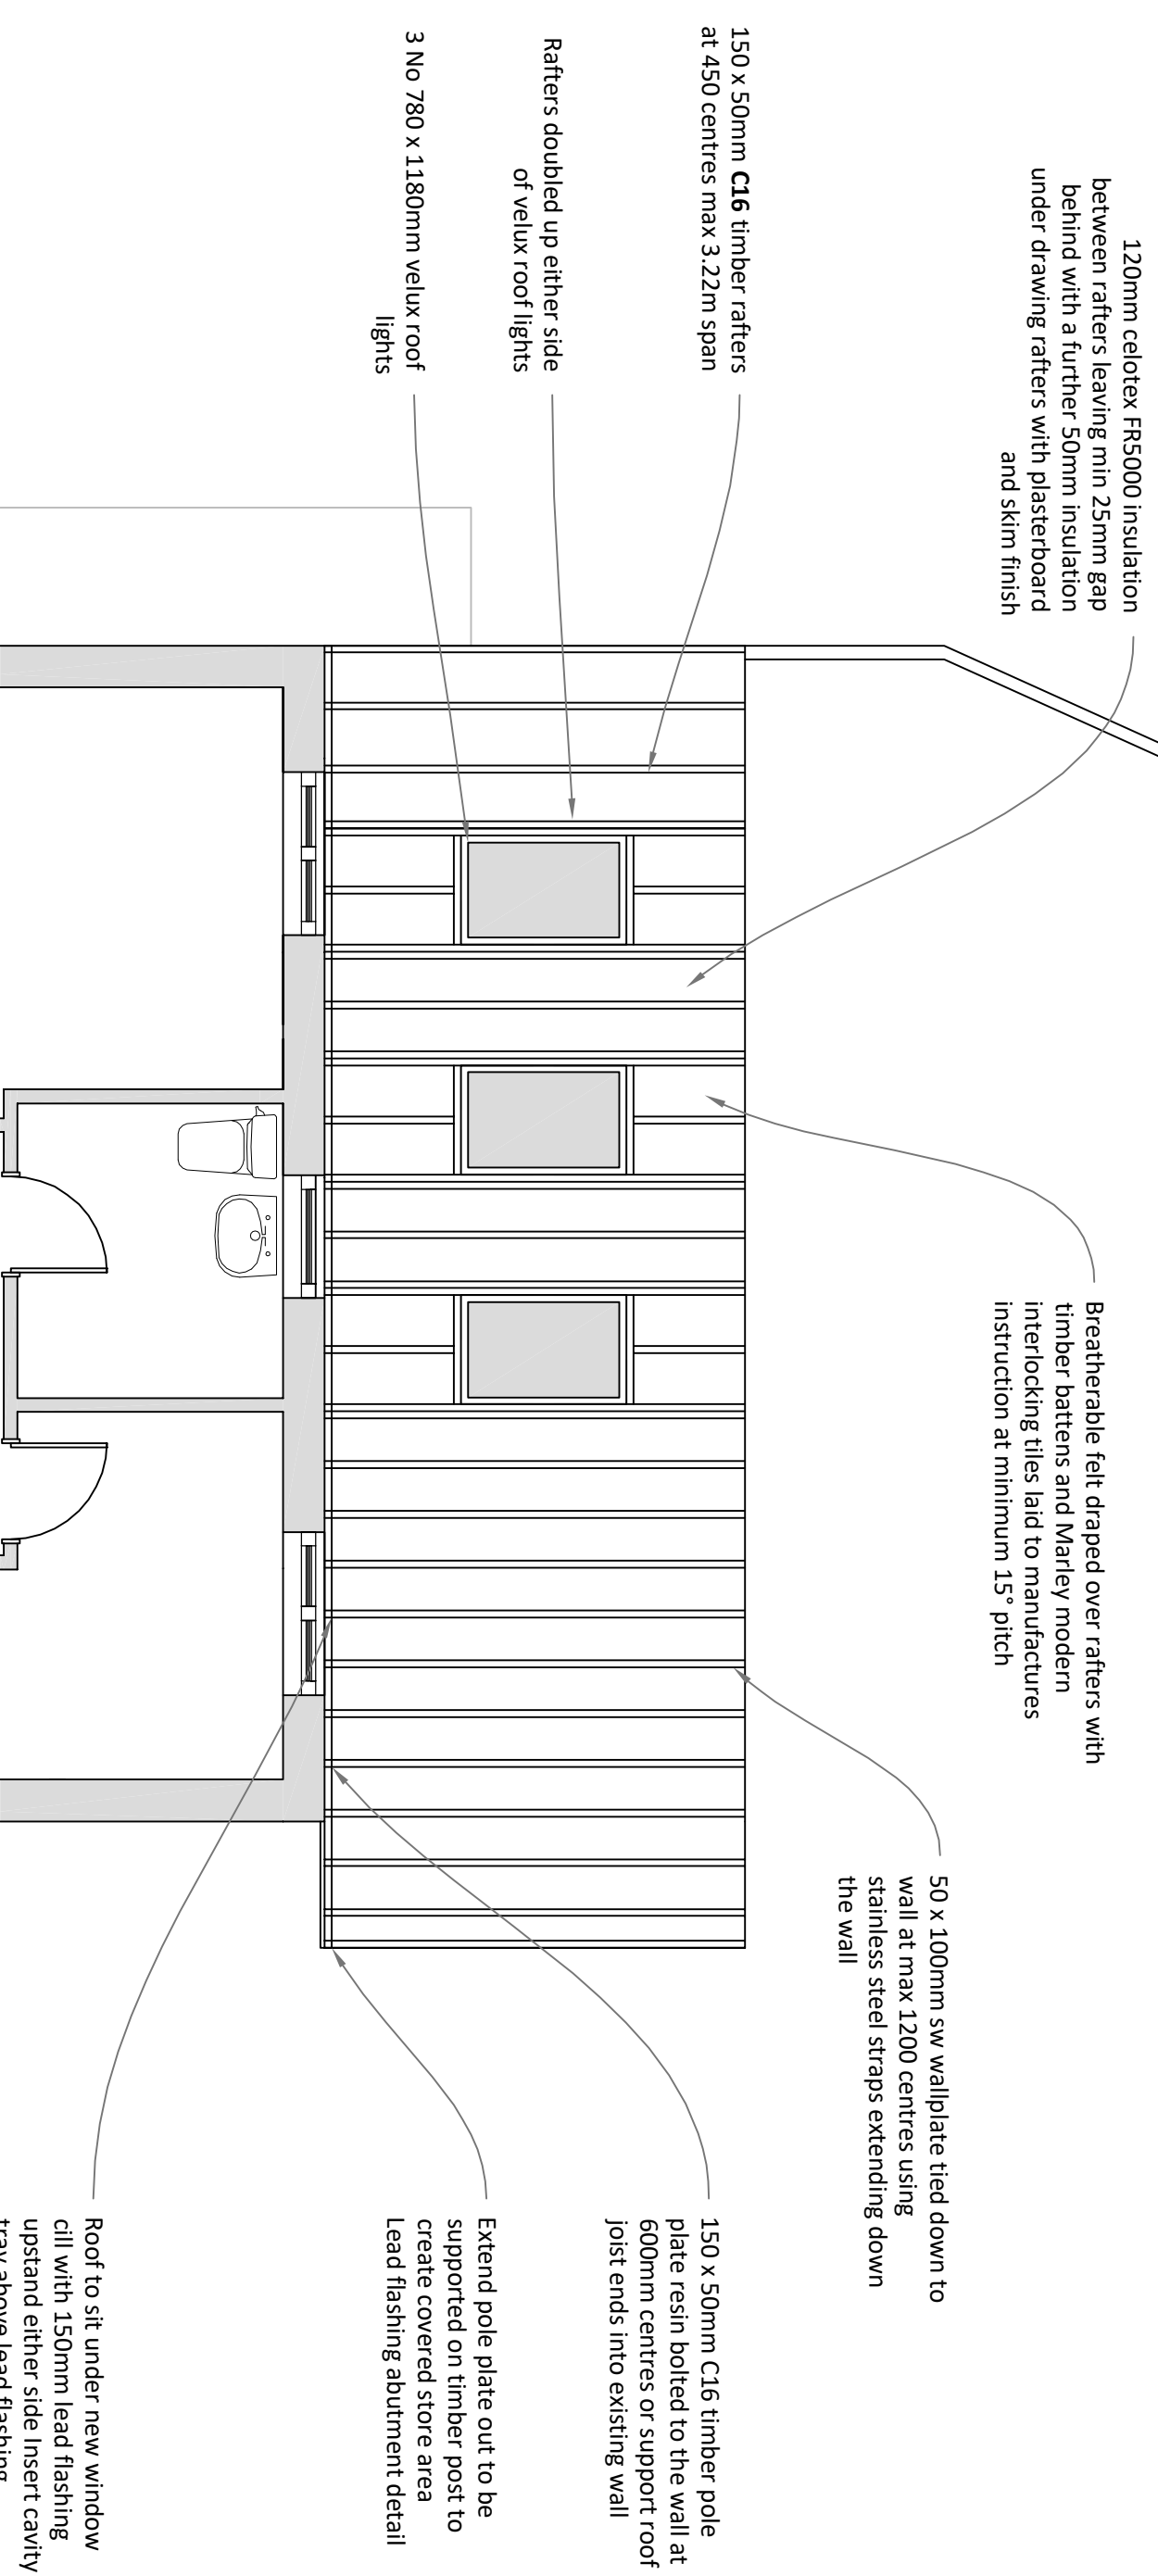 120mm celotex FR5000 insulation
between rafters leaving min 25mm gap
behind with a further 50mm insulation
under drawing rafters with plasterboard
and skim finish
150 x 50mm C16 timber rafters
at 450 centres max 3.22m span
Rafters doubled up either side
of velux roof lights
3 No 780 x 1180mm velux roof
lights
Breatherable felt draped over rafters with
timber battens and Marley modern
interlocking tiles laid to manufactures
instruction at minimum 15° pitch
50 x 100mm sw wallplate tied down to
wall at max 1200 centres using
stainless steel straps extending down
the wall
150 x 50mm C16 timber pole
plate resin bolted to the wall at
600mm centres or support roof
joist ends into existing wall
Extend pole plate out to be
supported on timber post to
create covered store area
Lead flashing abutment detail
Roof to sit under new window
cill with 150mm lead flashing
upstand either side Insert cavity
tray above lead flashing